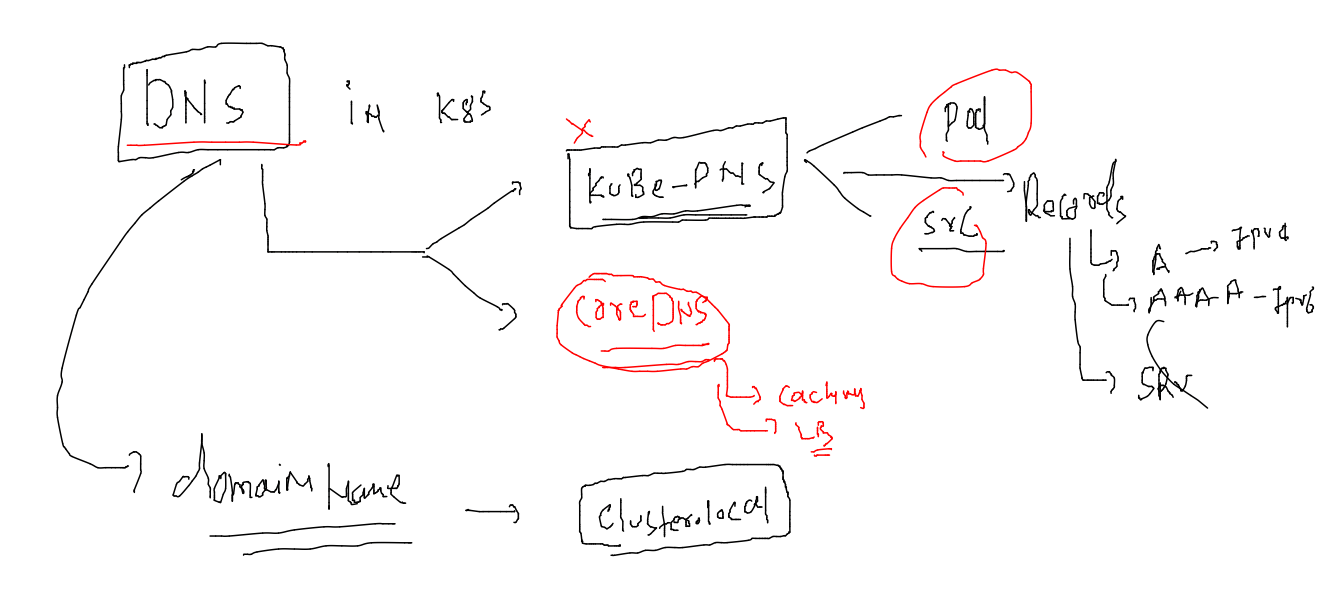 DNS in K8S
X
KuBe-DNS
Pod
Svc
Records
A → Ipv4
AAAA - Ipv6
SRV
CoreDNS
Caching
LB
domain Name → Cluster.local